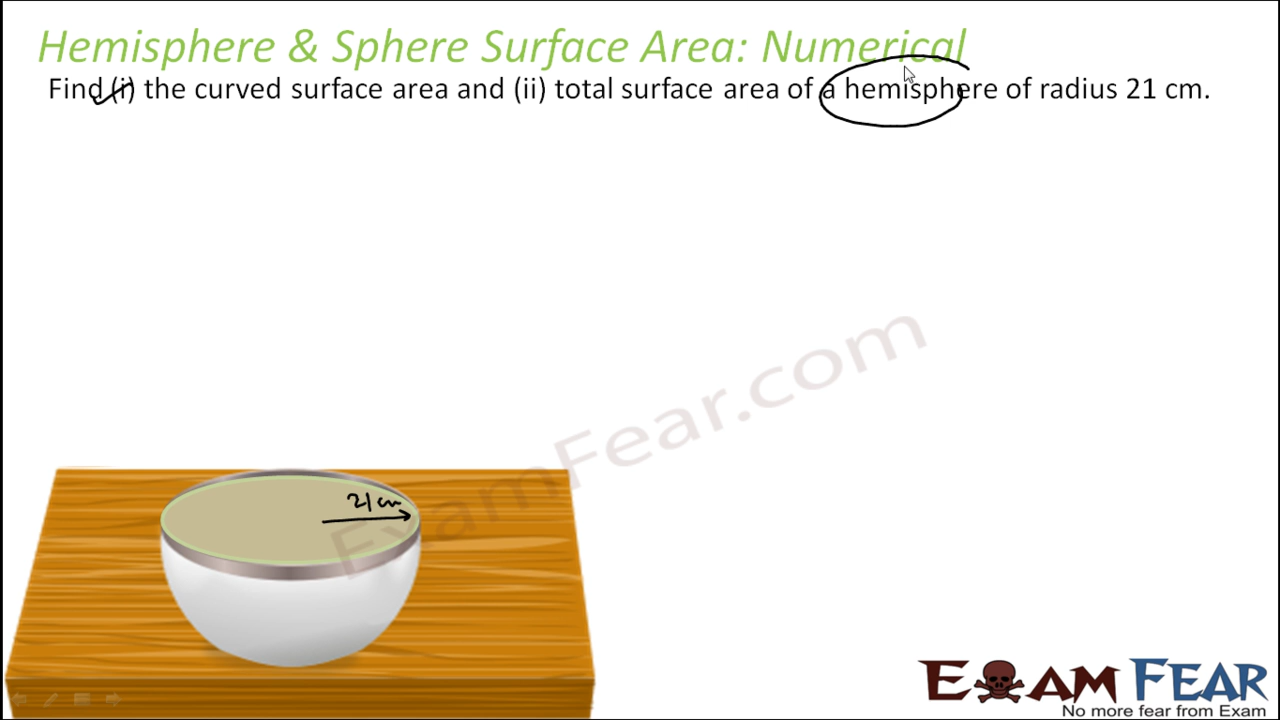 Hemisphere & Sphere Surface Area: Numerical
Find (i) the curved surface area and (ii) total surface area of a hemisphere of radius 21 cm.
ExamFear.com
21 cm
EXAM FEAR
No more fear from Exam